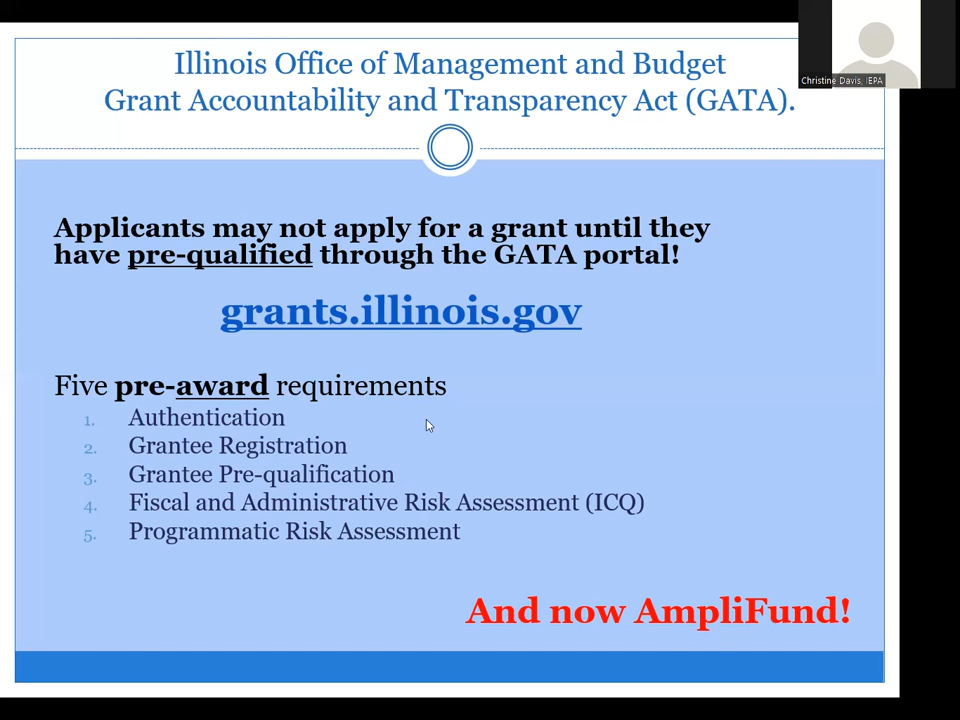 Illinois Office of Management and Budget
Grant Accountability and Transparency Act (GATA).
Christine Davis, IEPA
Applicants may not apply for a grant until they
have pre-qualified through the GATA portal!
grants.illinois.gov
Five pre-award requirements
1. Authentication
2. Grantee Registration
3. Grantee Pre-qualification
4. Fiscal and Administrative Risk Assessment (ICQ)
5. Programmatic Risk Assessment
And now AmpliFund!